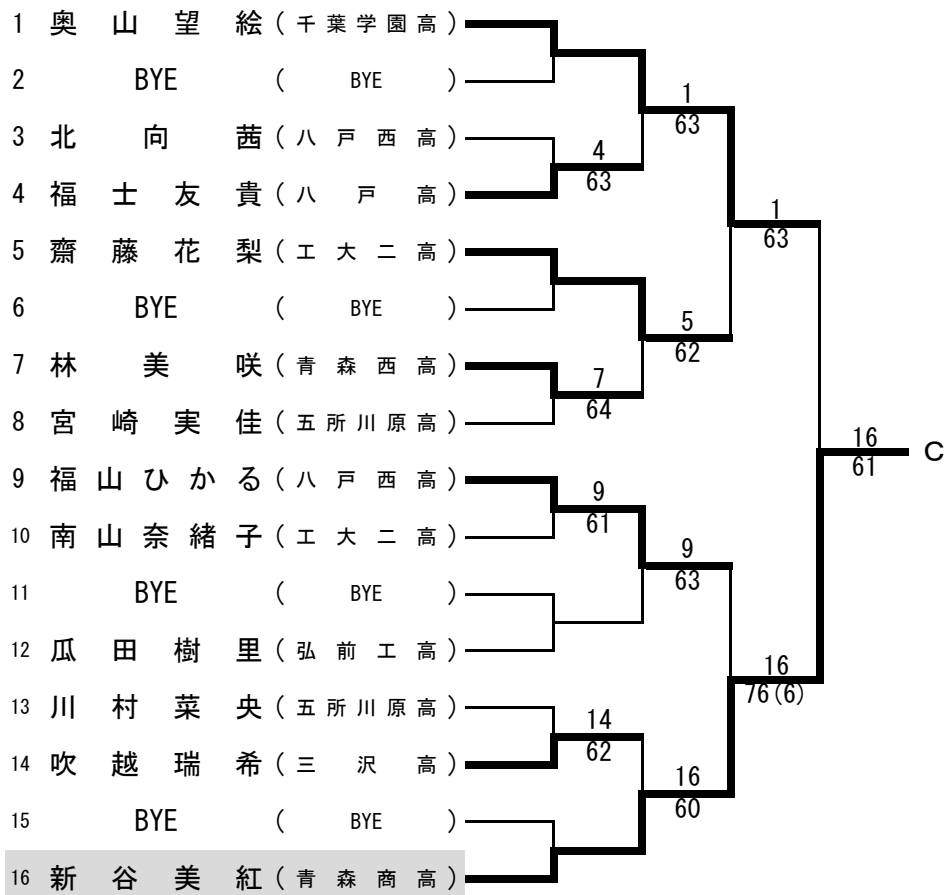 1 奥山望絵 (千葉学園高)
2 BYE ( BYE )
3 北向茜 (八戸西高)
4 福士友貴 (八戸高)
5 齋藤花梨 (工大二高)
6 BYE ( BYE )
7 林美咲 (青森西高)
8 宮崎実佳 (五所川原高)
9 福山ひかる (八戸西高)
10 南山奈緒子 (工大二高)
11 BYE ( BYE )
12 瓜田樹里 (弘前工高)
13 川村菜央 (五所川原高)
14 吹越瑞希 (三沢高)
15 BYE ( BYE )
16 新谷美紅 (青森商高)
4
63
7
64
9
61
14
62
1
63
5
62
9
63
16
60
1
63
16
76(6)
16
61
C